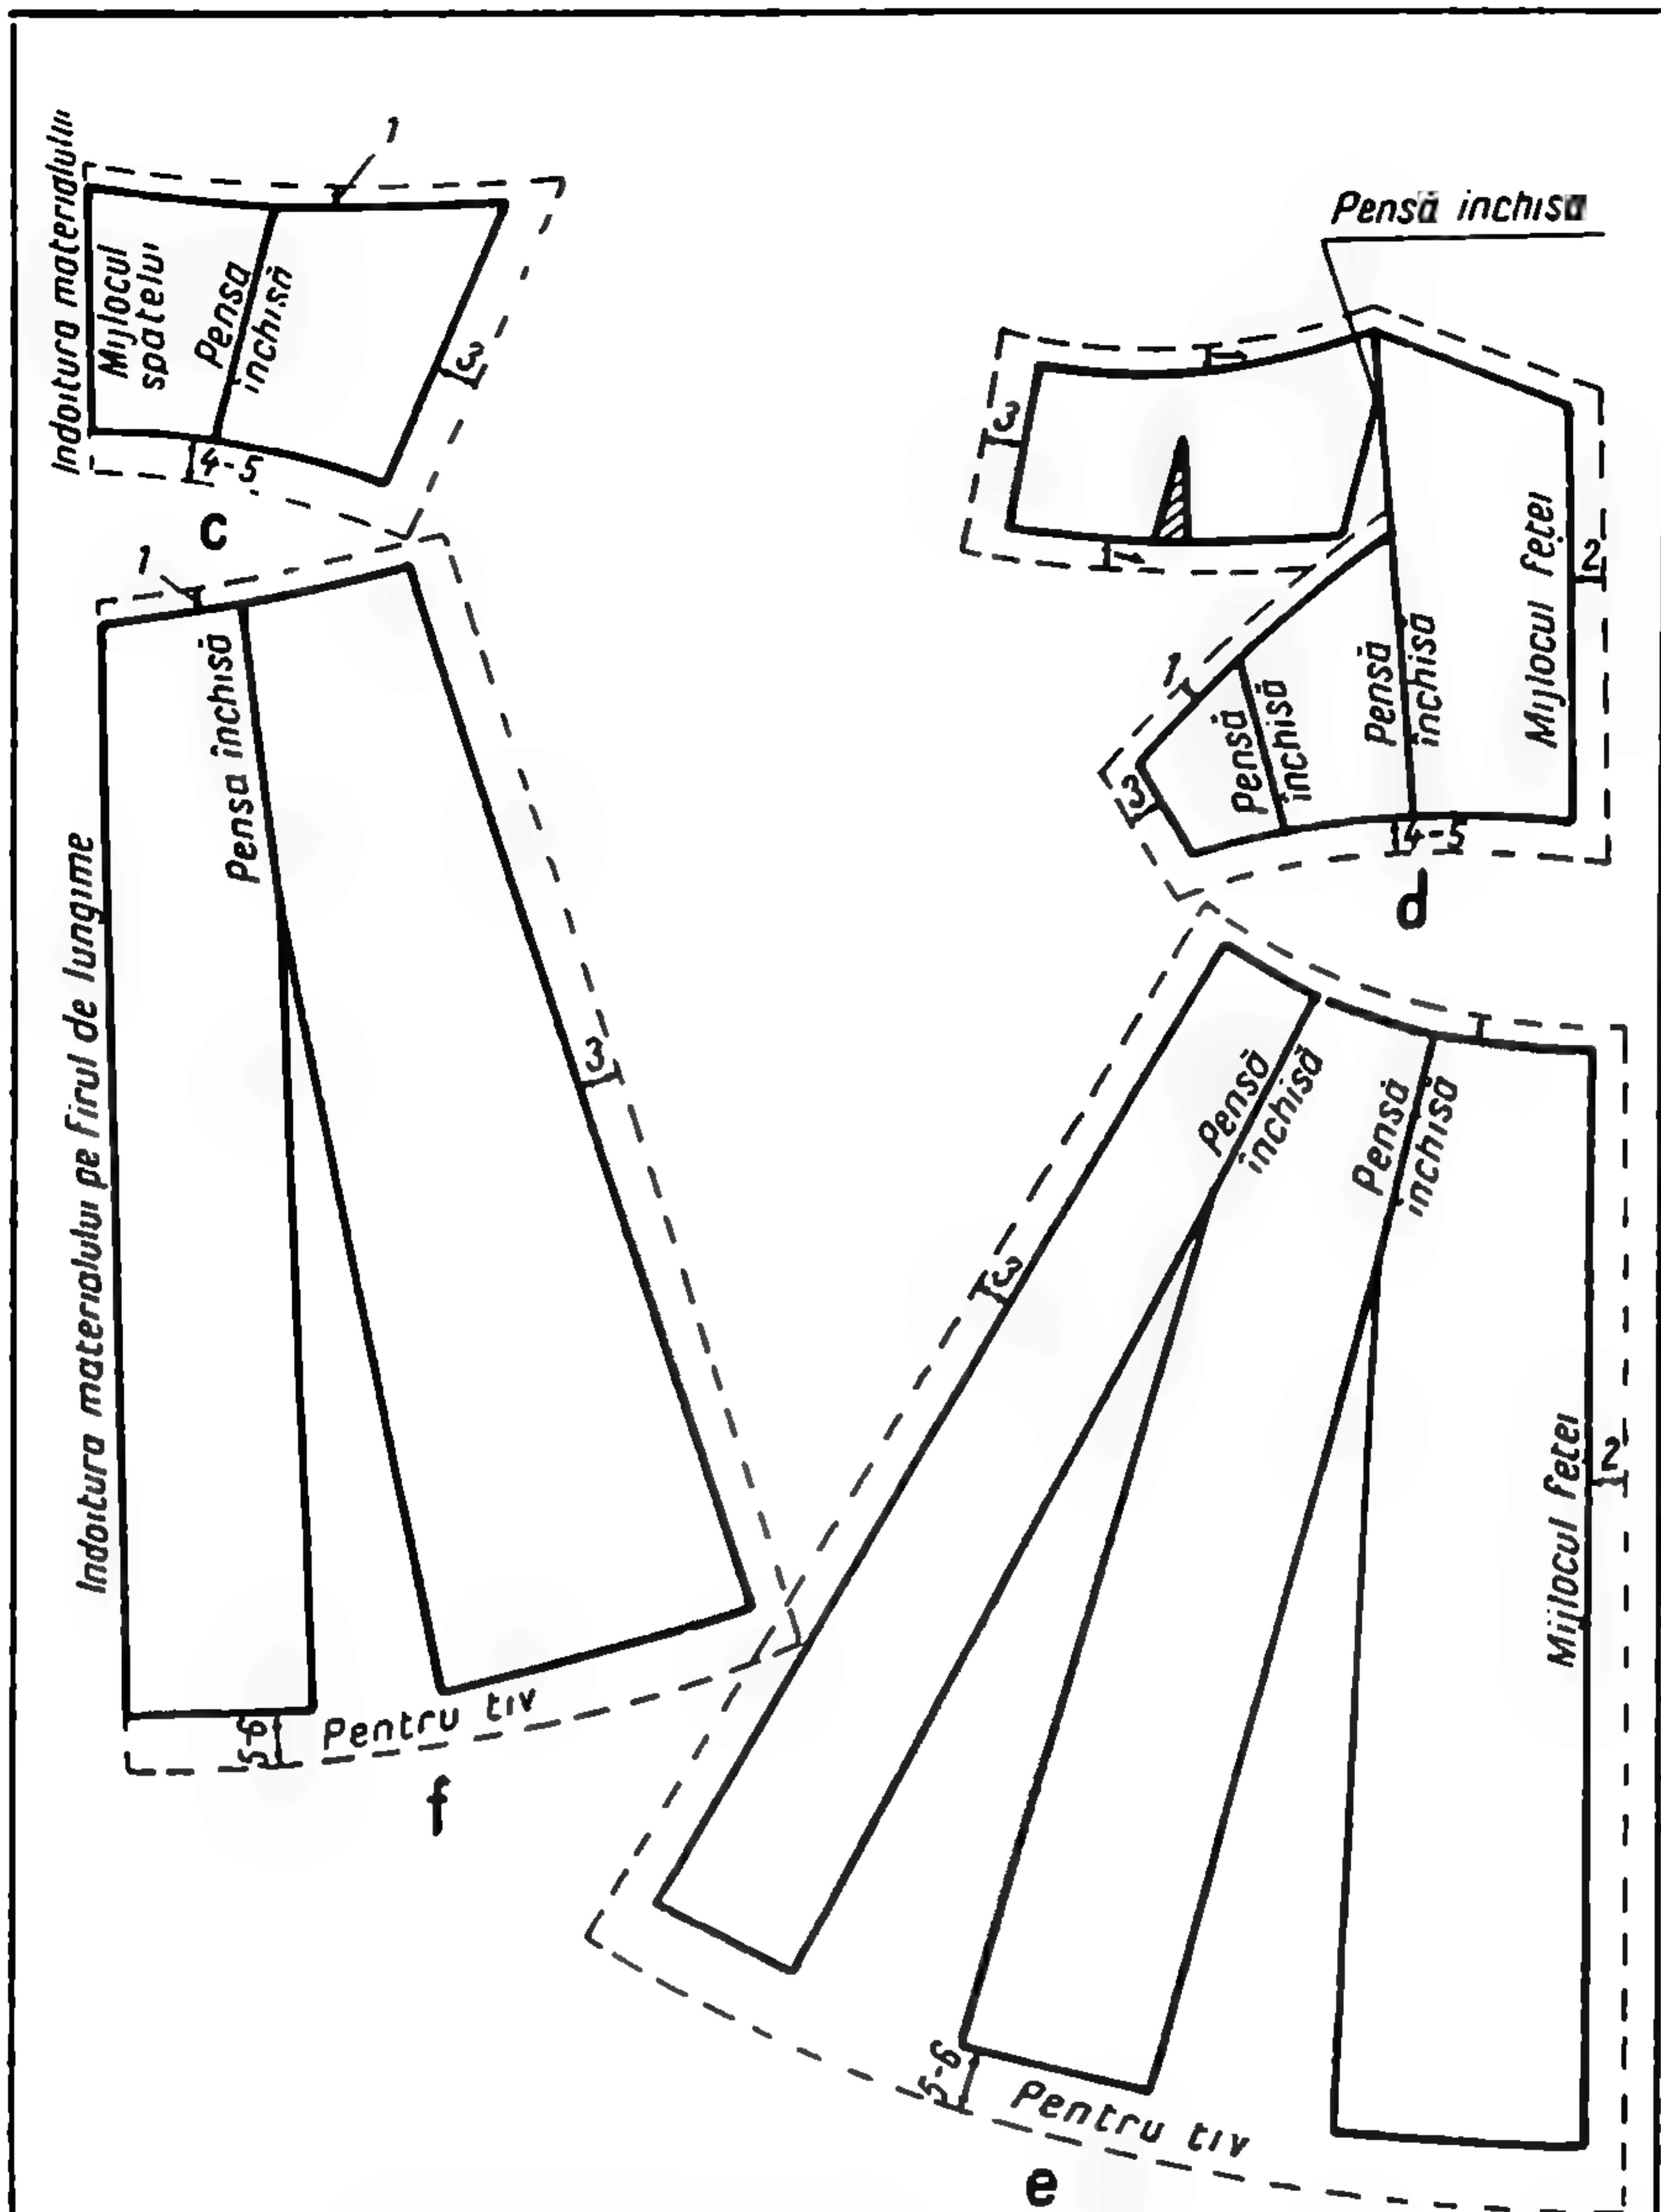 Indoitura materialului
Mijlocul
spatelui
Pensa
inchisă
1
3
4-5
c
Pensă inchisă
3
1
1
2
Mijlocul feței
Pensă
inchisa
1
Pensă
inchisă
3
4-5
d
1
Pensa inchisă
Indoitura materialului pe firul de lungime
3
5-6
Pentru tiv
f
1
Pensă
inchisă
Pensă
inchisă
3
Mijlocul feței
2
5-6
Pentru tiv
e